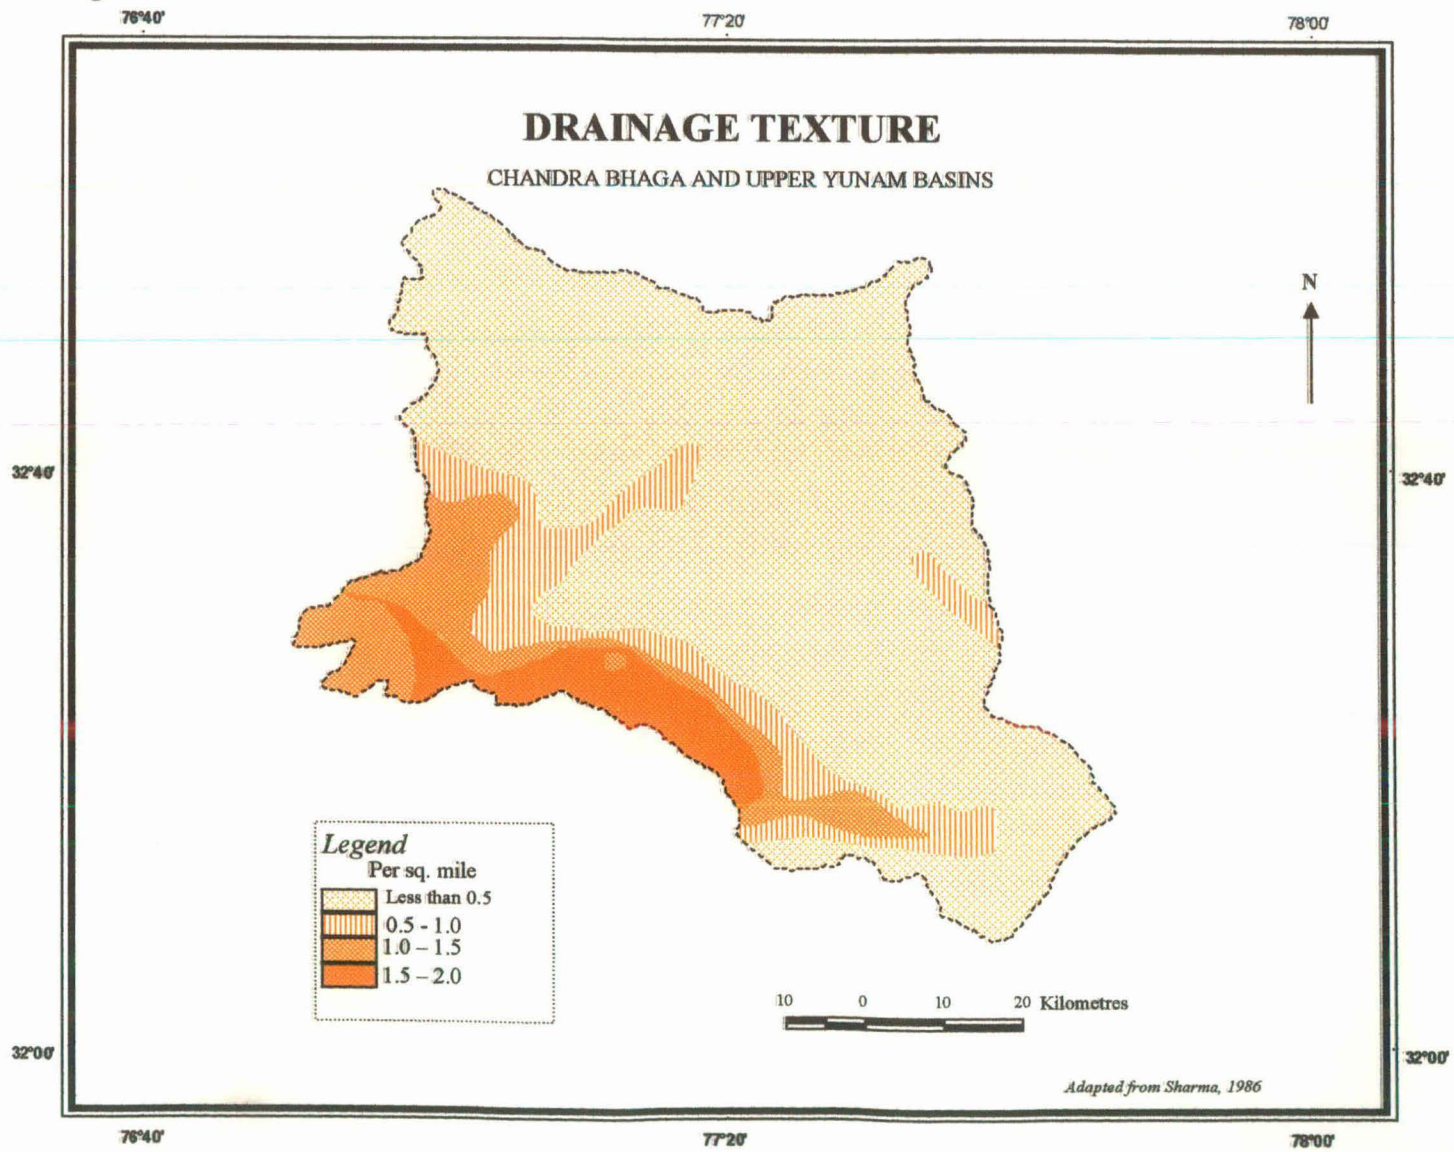 76°40' 77°20' 78°00'
DRAINAGE TEXTURE
CHANDRA BHAGA AND UPPER YUNAM BASINS
N
32°40' 32°40'
Legend
Per sq. mile
Less than 0.5
0.5 - 1.0
1.0 – 1.5
1.5 – 2.0
10 0 10 20 Kilometres
32°00' 32°00'
Adapted from Sharma, 1986
76°40' 77°20' 78°00'